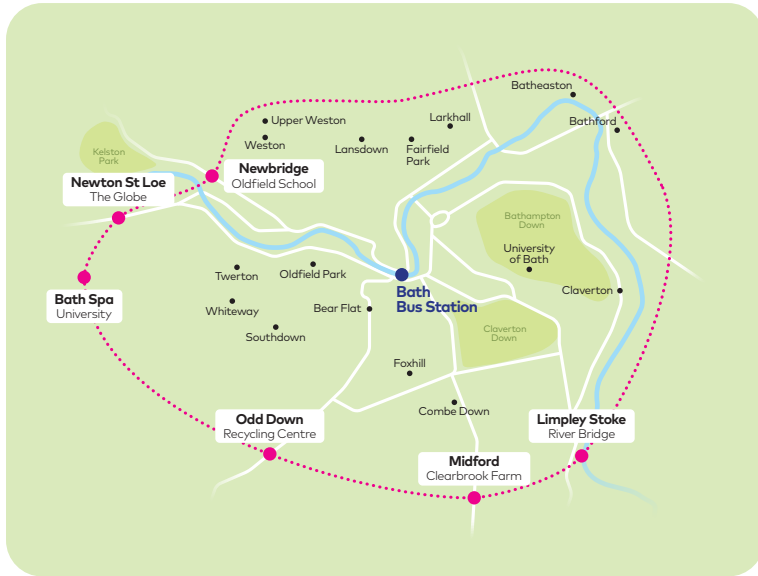 Batheaston
Larkhall
Upper Weston
Bathford
Weston
Lansdown
Fairfield
Park
Kelston
Park
Newbridge
Oldfield School
Newton St Loe
The Globe
Bathampton
Down
University
of Bath
Twerton
Oldfield Park
Claverton
Bath
Bus Station
Bath Spa
University
Whiteway
Bear Flat
Southdown
Claverton
Down
Foxhill
Combe Down
Odd Down
Recycling Centre
Limpley Stoke
River Bridge
Midford
Clearbrook Farm